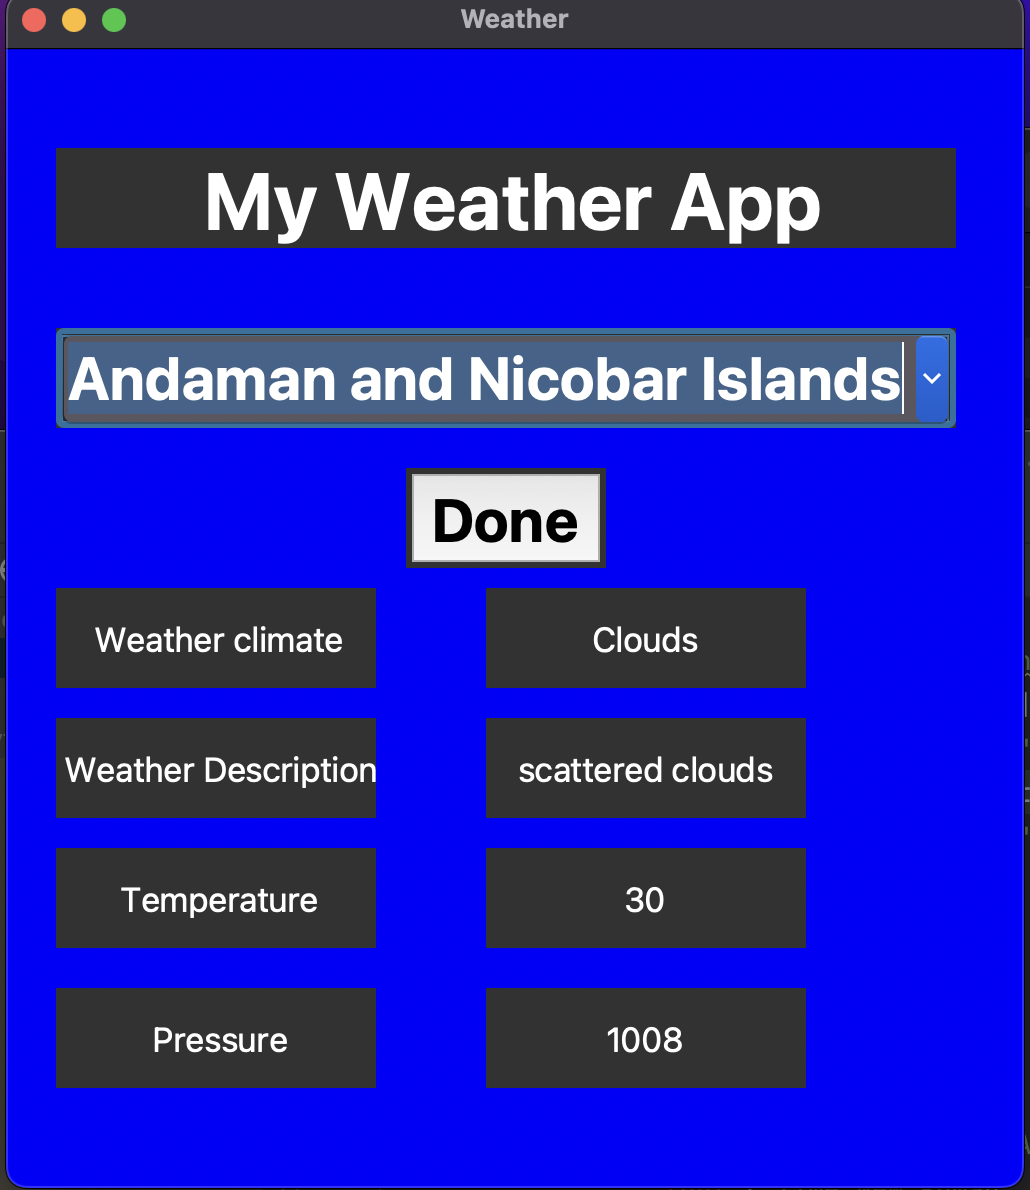 Weather
My Weather App
Andaman and Nicobar Islands
Done
Weather climate
Clouds
Weather Description
scattered clouds
Temperature
30
Pressure
1008